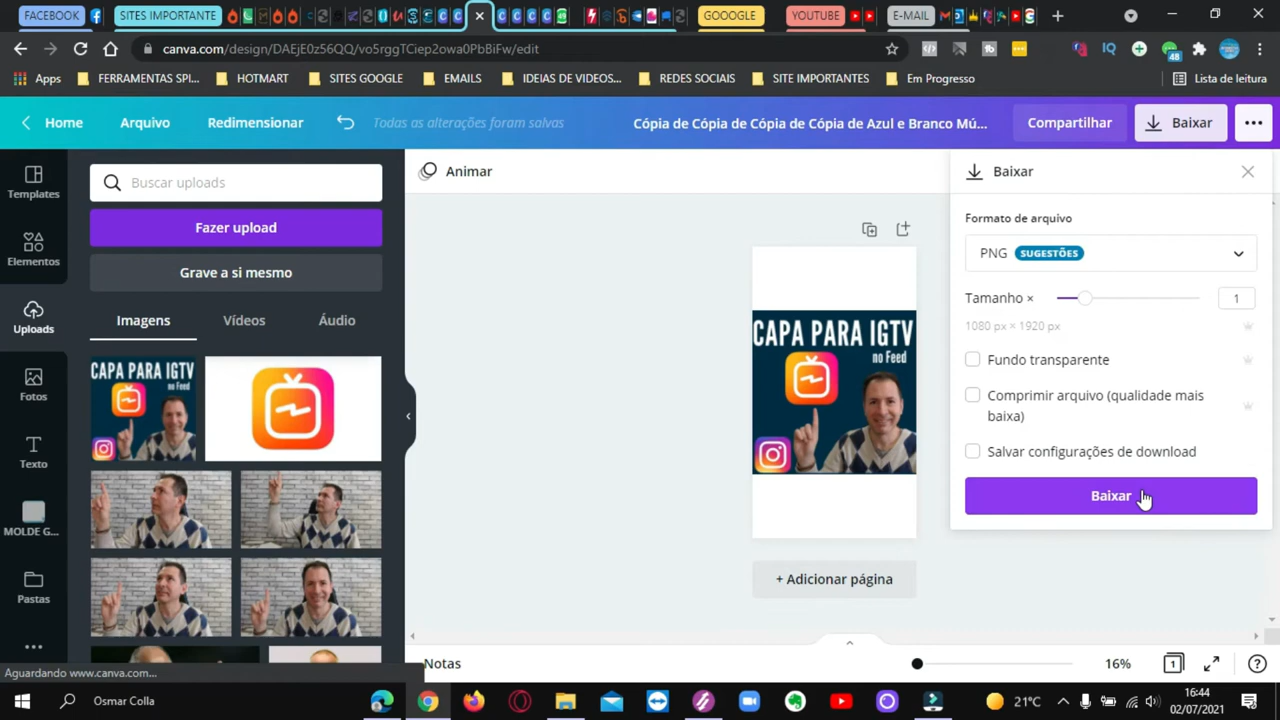 FACEBOOK
SITES IMPORTANTE
GOOOGLE
YOUTUBE
E-MAIL
canva.com/design/DAEjE0z56QQ/vo5rggTCiep2owa0PbBiFw/edit
48
Apps
FERRAMENTAS SPI...
HOTMART
SITES GOOGLE
EMAILS
IDEIAS DE VIDEOS...
REDES SOCIAIS
SITE IMPORTANTES
Em Progresso
Lista de leitura
Home
Arquivo
Redimensionar
Todas as alterações foram salvas
Cópia de Cópia de Cópia de Cópia de Azul e Branco Mú...
Compartilhar
Baixar
Templates
Elementos
Uploads
Fotos
Texto
MOLDE G...
Pastas
Buscar uploads
Fazer upload
Grave a si mesmo
Imagens
Vídeos
Áudio
CAPA PARA IGTV
no Feed
Animar
CAPA PARA IGTV
no Feed
+ Adicionar página
Baixar
Formato de arquivo
PNG SUGESTÕES
Tamanho ×
1
1080 px × 1920 px
Fundo transparente
Comprimir arquivo (qualidade mais
baixa)
Salvar configurações de download
Baixar
Aguardando www.canva.com...
Notas
16%
1
Osmar Colla
21°C
16:44
02/07/2021